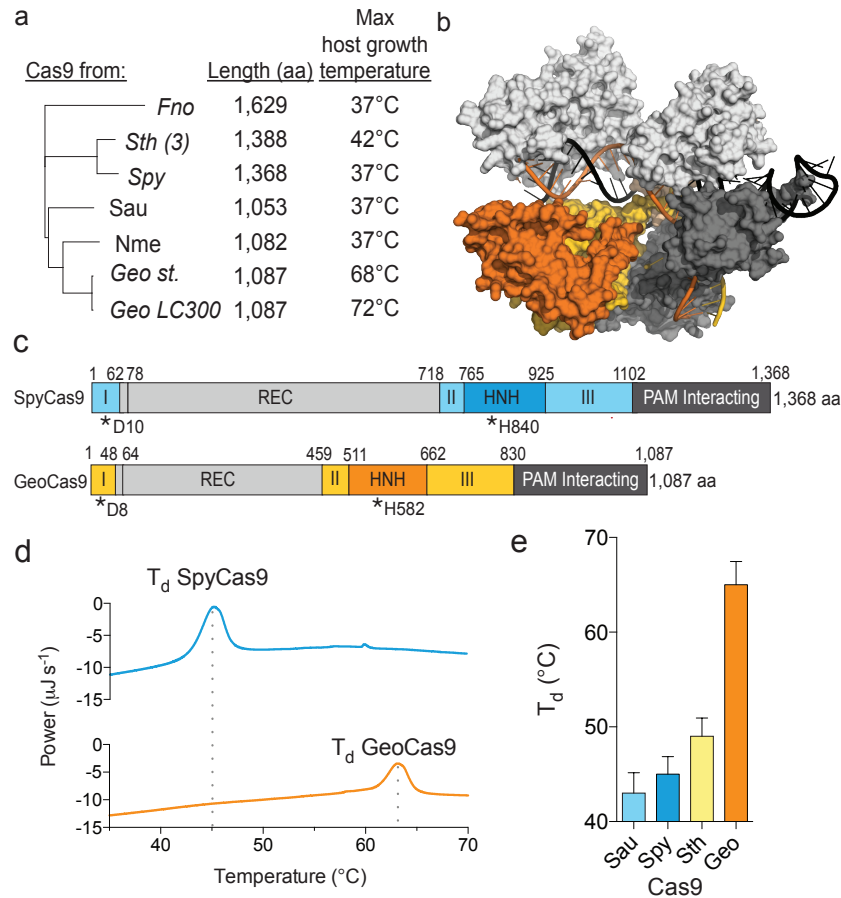 a
Cas9 from:
Length (aa)
Max
host growth
temperature
Fno 1,629 37°C
Sth (3) 1,388 42°C
Spy 1,368 37°C
Sau 1,053 37°C
Nme 1,082 37°C
Geo st. 1,087 68°C
Geo LC300 1,087 72°C
b
c
1 62 78 718 765 925 1102 1,368
SpyCas9 I REC II HNH III PAM Interacting 1,368 aa
*D10 *H840
1 48 64 459 511 662 830 1,087
GeoCas9 I REC II HNH III PAM Interacting 1,087 aa
*D8 *H582
d
Td SpyCas9
0
-5
-10
-15
Td GeoCas9
0
-5
-10
-15
Power (µJ s-1)
40 50 60 70
Temperature (°C)
e
70
60
50
40
Td (°C)
Sau Spy Sth Geo
Cas9